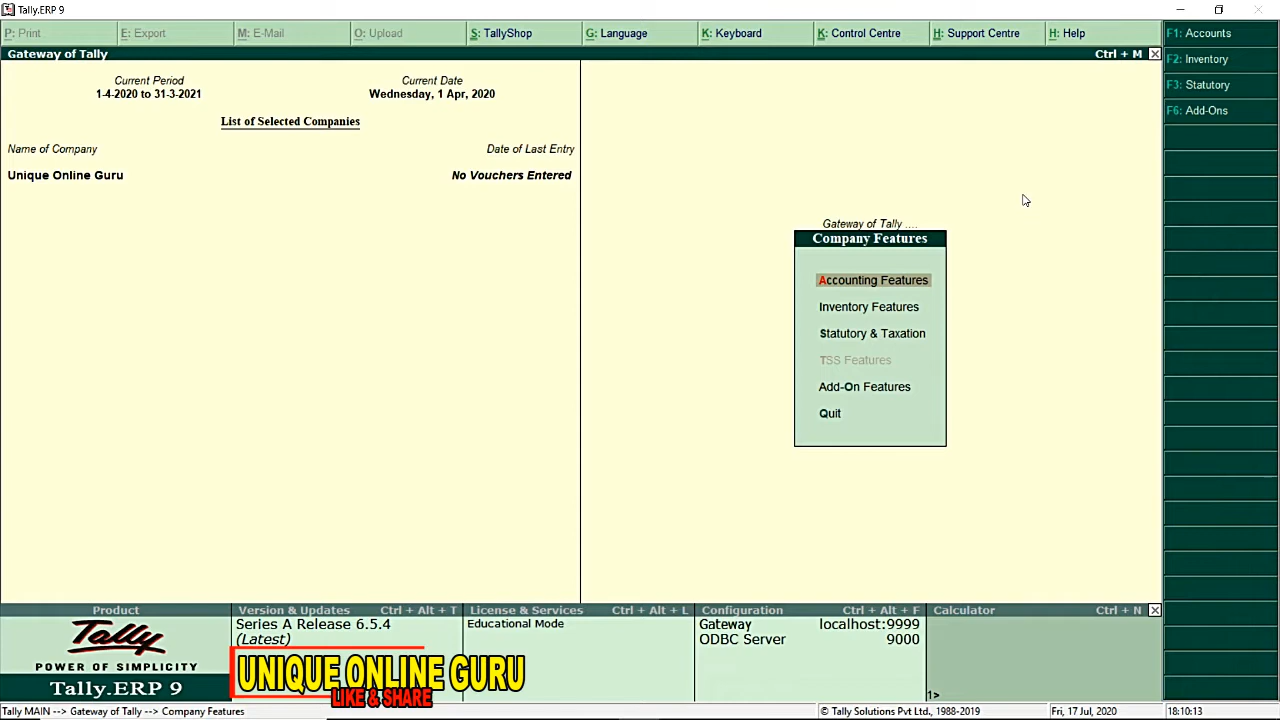 Tally.ERP 9
P: Print
E: Export
M: E-Mail
O: Upload
S: TallyShop
G: Language
K: Keyboard
K: Control Centre
H: Support Centre
H: Help
F1: Accounts
F2: Inventory
F3: Statutory
F6: Add-Ons
Gateway of Tally
Ctrl + M
Current Period
1-4-2020 to 31-3-2021
Current Date
Wednesday, 1 Apr, 2020
List of Selected Companies
Name of Company
Date of Last Entry
Unique Online Guru
No Vouchers Entered
Gateway of Tally ....
Company Features
Accounting Features
Inventory Features
Statutory & Taxation
TSS Features
Add-On Features
Quit
Product
Tally
POWER OF SIMPLICITY
Tally.ERP 9
Version & Updates Ctrl + Alt + T
Series A Release 6.5.4
(Latest)
License & Services Ctrl + Alt + L
Educational Mode
Configuration Ctrl + Alt + F
Gateway localhost:9999
ODBC Server 9000
Calculator Ctrl + N
1>
UNIQUE ONLINE GURU
LIKE & SHARE
Tally MAIN --> Gateway of Tally --> Company Features
© Tally Solutions Pvt Ltd., 1988-2019
Fri, 17 Jul, 2020
18:10:13